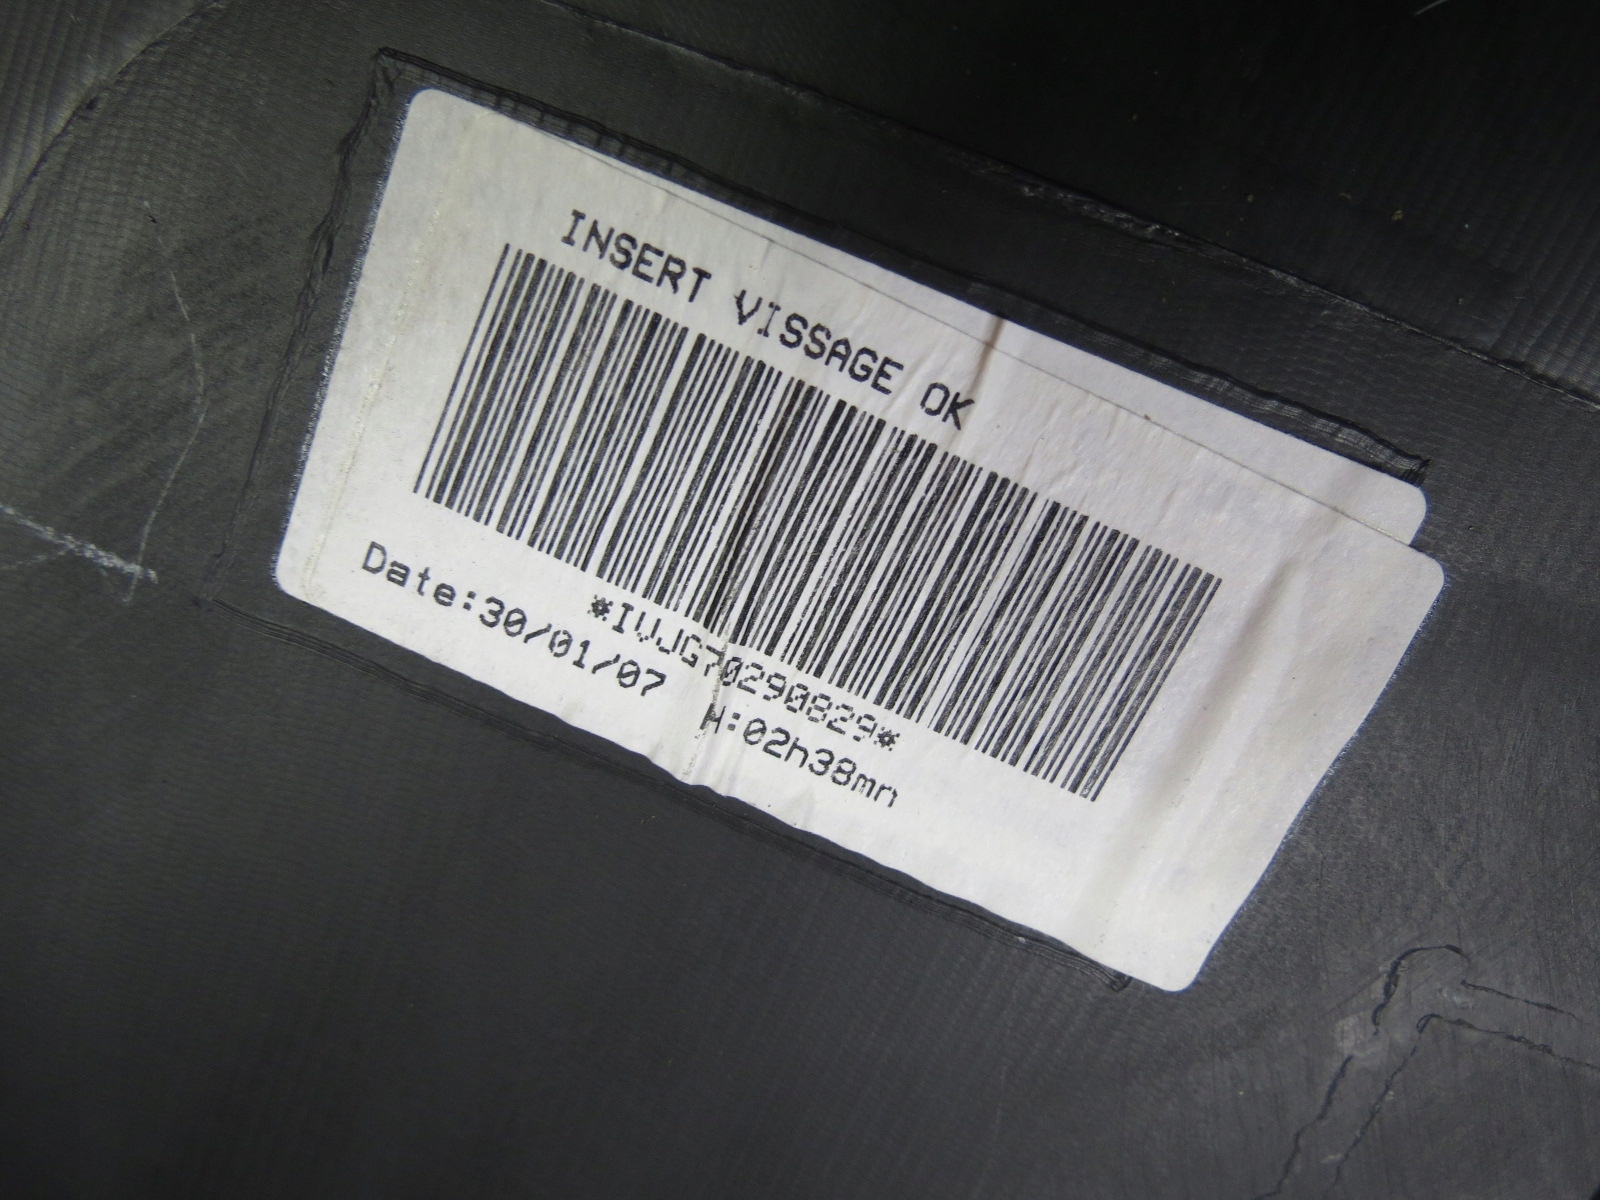 INSERT VISSAGE OK
*IVJG70290829*
Date:30/01/07 H:02h38mn